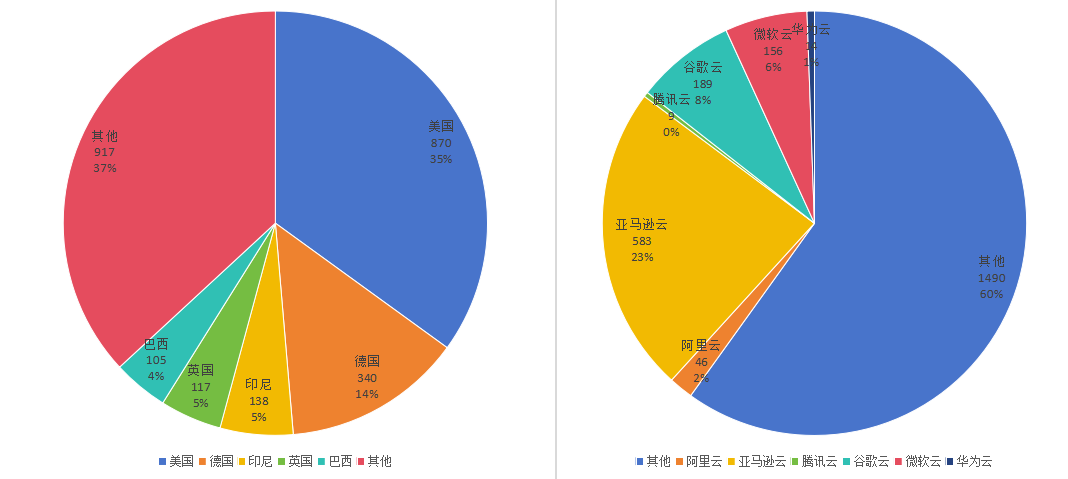 其他
917
37%
美国
870
35%
巴西
105
4%
英国
117
5%
印尼
138
5%
德国
340
14%
美国 德国 印尼 英国 巴西 其他
微软云
156
6%
华为云
14
1%
谷歌云
189
8%
腾讯云
9
0%
亚马逊云
583
23%
其他
1490
60%
阿里云
46
2%
其他 阿里云 亚马逊云 腾讯云 谷歌云 微软云 华为云